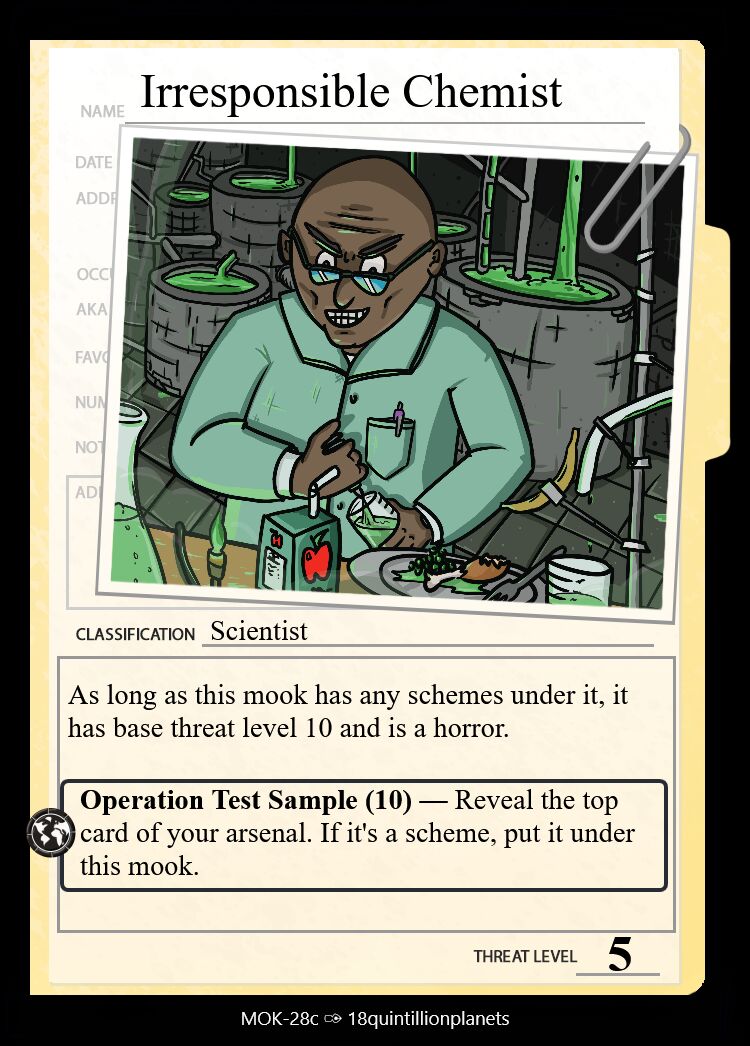 NAME Irresponsible Chemist
DATE
ADDR
OCCU
AKA
FAVO
NUM
NOT
ADD
CLASSIFICATION Scientist
As long as this mook has any schemes under it, it
has base threat level 10 and is a horror.
Operation Test Sample (10) — Reveal the top
card of your arsenal. If it's a scheme, put it under
this mook.
THREAT LEVEL 5
MOK-28c ➩ 18quintillionplanets